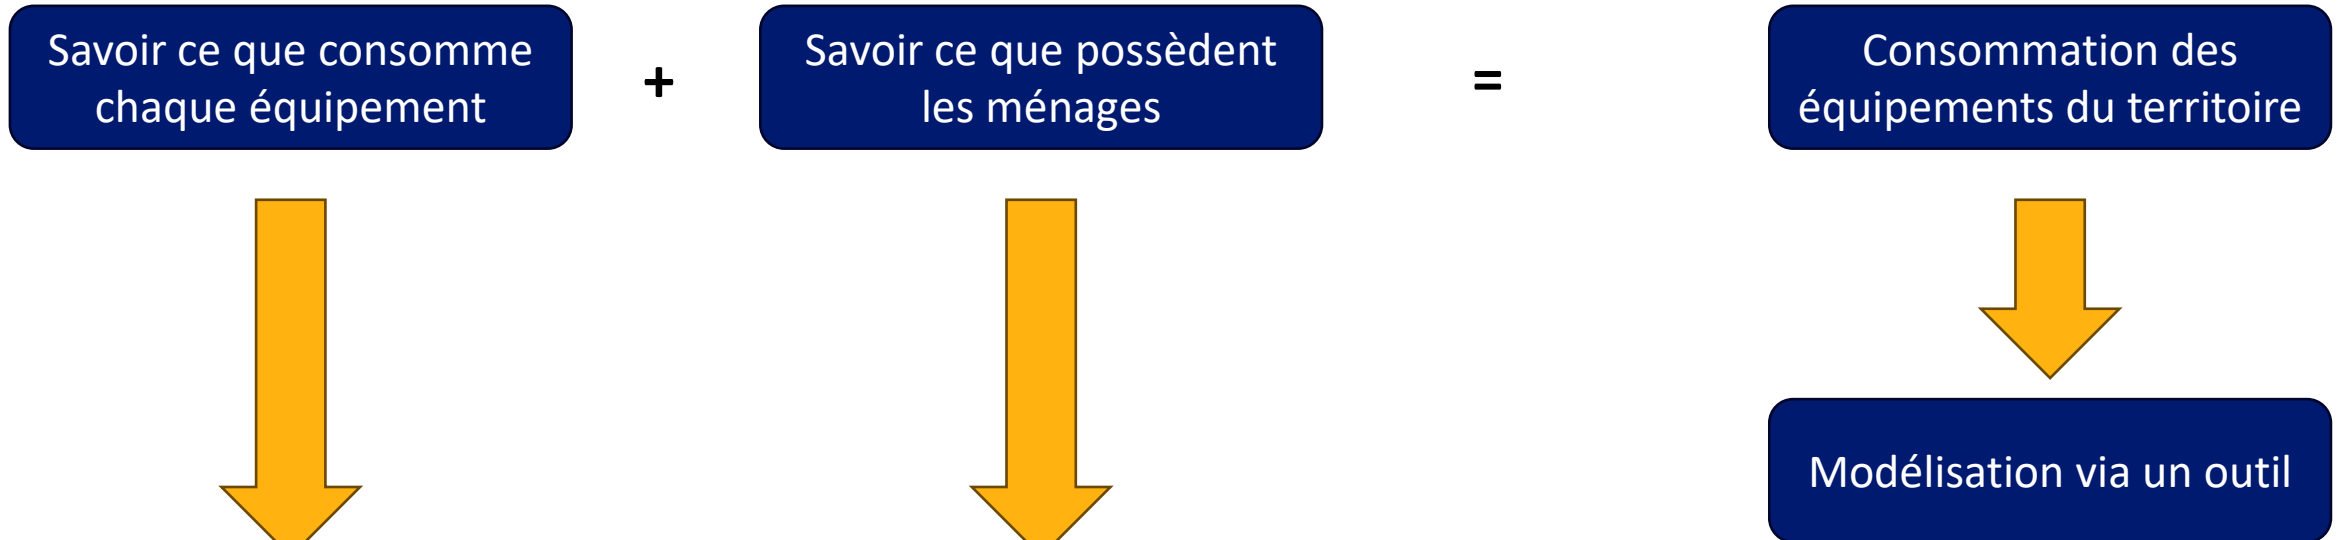 Savoir ce que consomme
chaque équipement
+
Savoir ce que possèdent
les ménages
=
Consommation des
équipements du territoire
Modélisation via un outil